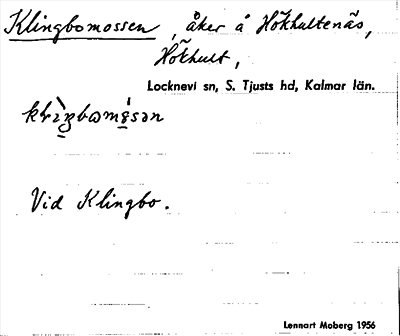 Klingbomossen, åker å Hökhultenäs,
Hökhult,
Locknevi sn, S. Tjusts hd, Kalmar län.
Vid Klingbo.
Lennart Moberg 1956